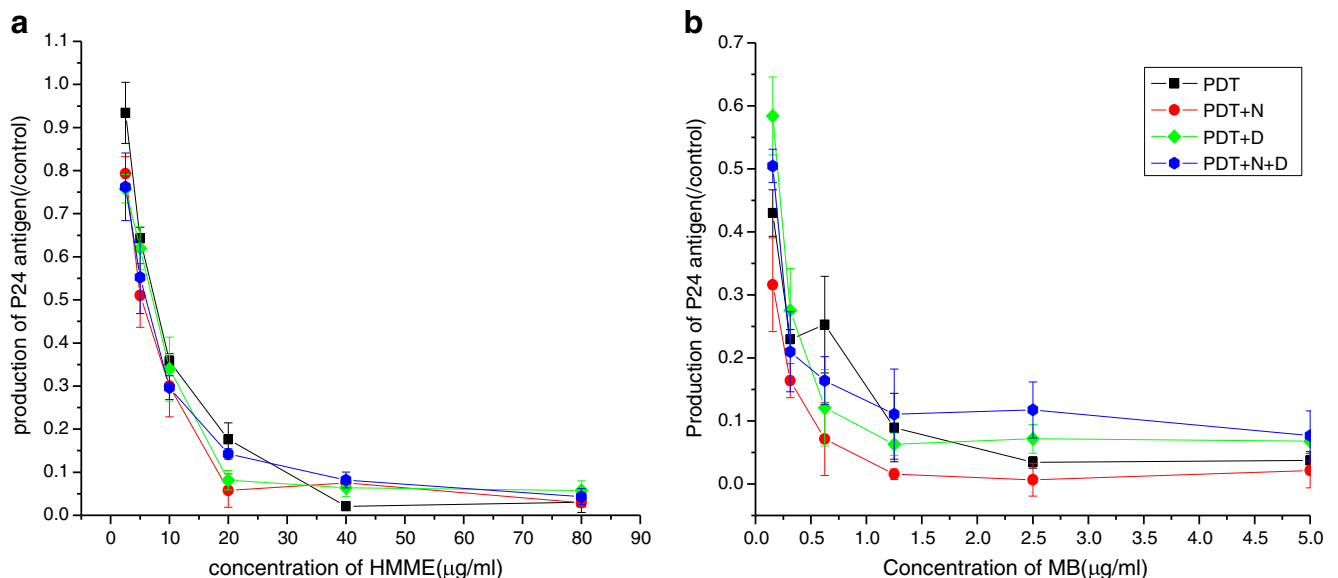 a
1.1
1.0
0.9
0.8
0.7
0.6
0.5
0.4
0.3
0.2
0.1
0.0
production of P24 antigen(/control)
0 10 20 30 40 50 60 70 80 90
concentration of HMME(μg/ml)
b
0.7
0.6
0.5
0.4
0.3
0.2
0.1
0.0
Production of P24 antigen(/control)
PDT
PDT+N
PDT+D
PDT+N+D
0.0 0.5 1.0 1.5 2.0 2.5 3.0 3.5 4.0 4.5 5.0
Concentration of MB(μg/ml)